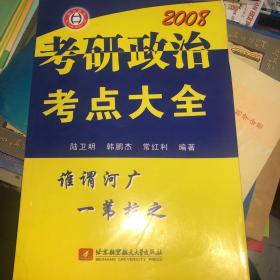 2008
考研政治
考点大全
陆卫明 韩鹏杰 常红利 编著
谁谓河广
一苇杭之
北京航空航天大学出版社